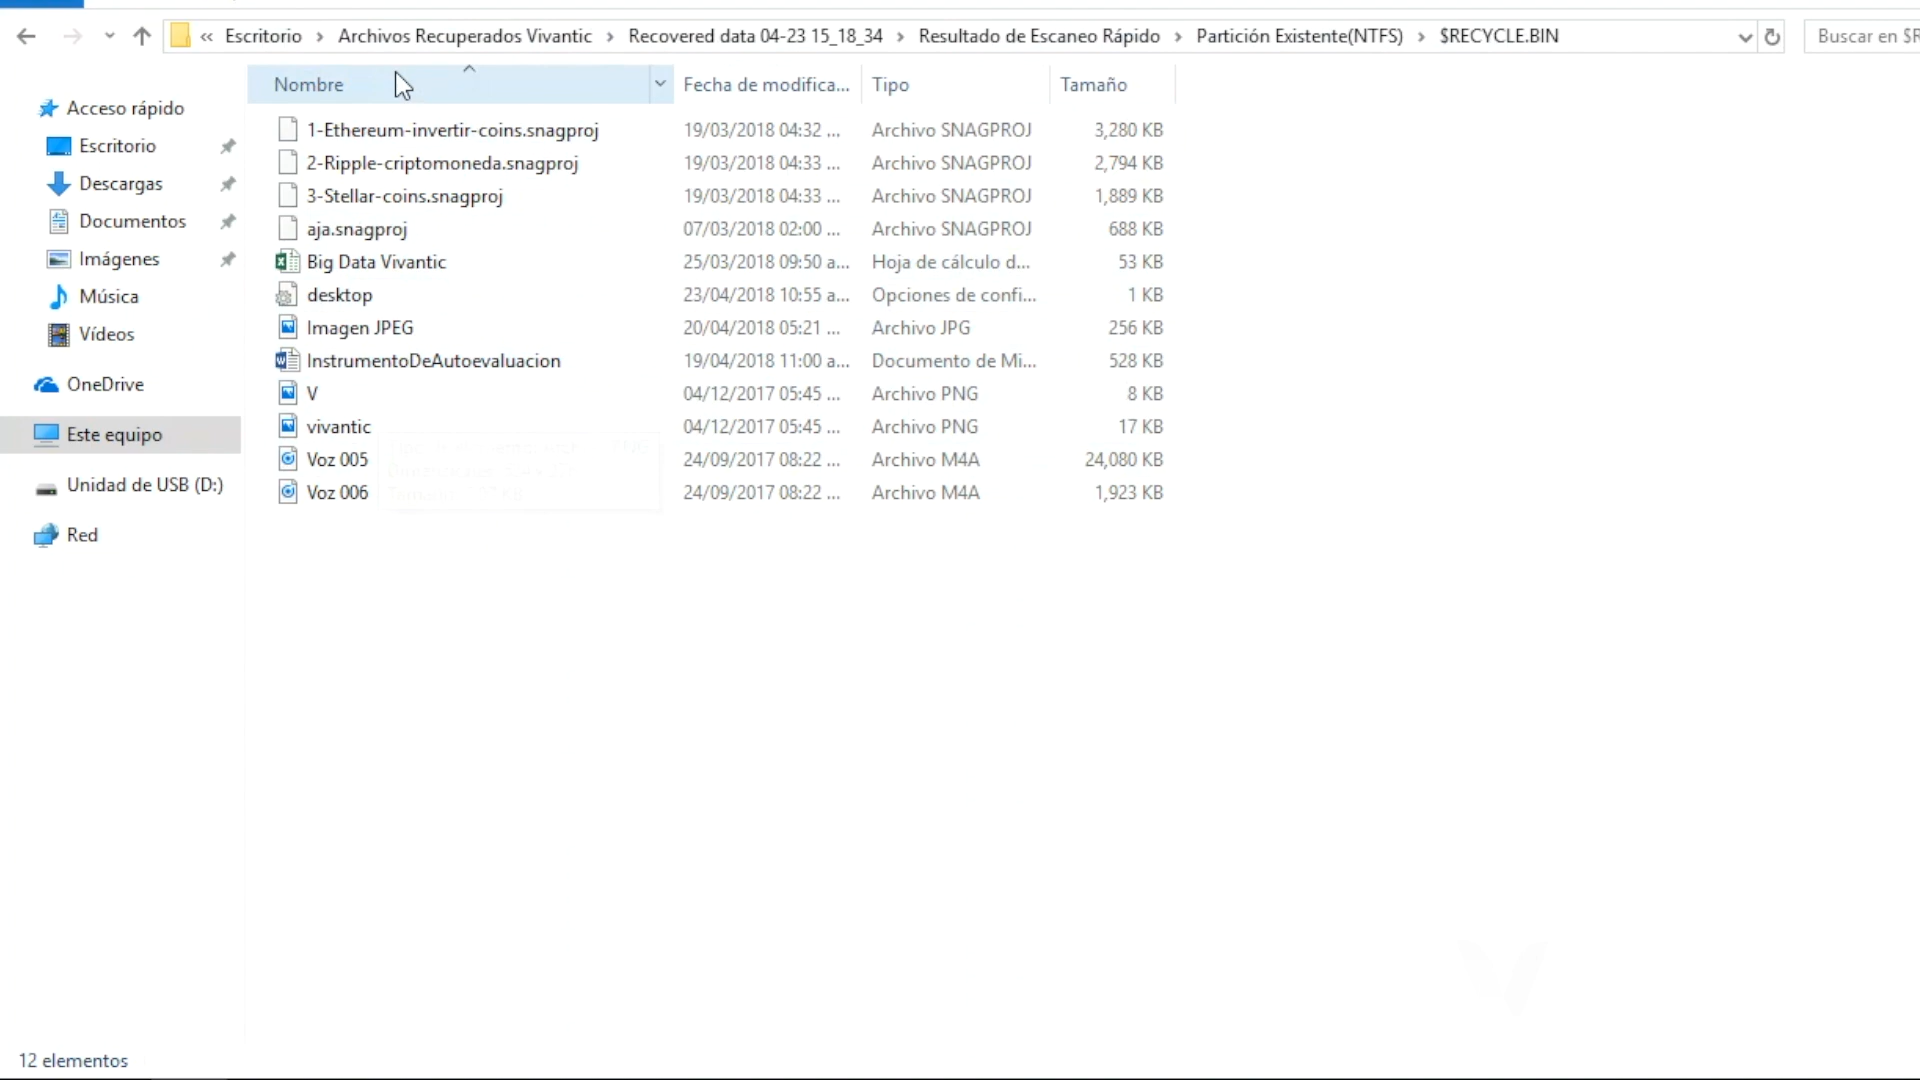 « Escritorio > Archivos Recuperados Vivantic > Recovered data 04-23 15_18_34 > Resultado de Escaneo Rápido > Partición Existente(NTFS) > $RECYCLE.BIN Buscar en $R
Nombre Fecha de modifica... Tipo Tamaño
Acceso rápido
Escritorio
Descargas
Documentos
Imágenes
Música
Vídeos
OneDrive
Este equipo
Unidad de USB (D:)
Red
1-Ethereum-invertir-coins.snagproj 19/03/2018 04:32 ... Archivo SNAGPROJ 3,280 KB
2-Ripple-criptomoneda.snagproj 19/03/2018 04:33 ... Archivo SNAGPROJ 2,794 KB
3-Stellar-coins.snagproj 19/03/2018 04:33 ... Archivo SNAGPROJ 1,889 KB
aja.snagproj 07/03/2018 02:00 ... Archivo SNAGPROJ 688 KB
Big Data Vivantic 25/03/2018 09:50 a... Hoja de cálculo d... 53 KB
desktop 23/04/2018 10:55 a... Opciones de confi... 1 KB
Imagen JPEG 20/04/2018 05:21 ... Archivo JPG 256 KB
InstrumentoDeAutoevaluacion 19/04/2018 11:00 a... Documento de Mi... 528 KB
V 04/12/2017 05:45 ... Archivo PNG 8 KB
vivantic 04/12/2017 05:45 ... Archivo PNG 17 KB
Voz 005 24/09/2017 08:22 ... Archivo M4A 24,080 KB
Voz 006 24/09/2017 08:22 ... Archivo M4A 1,923 KB
12 elementos